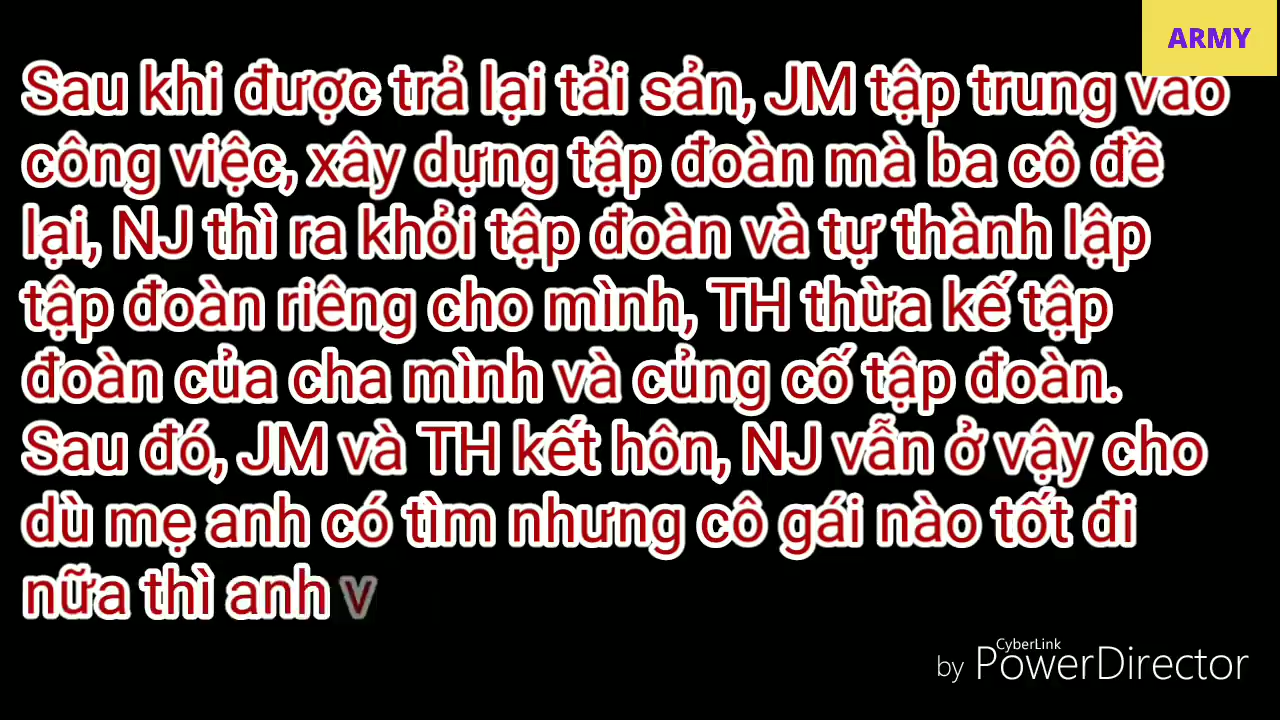 ARMY
Sau khi được trả lại tải sản, JM tập trung vào
công việc, xây dựng tập đoàn mà ba cô đề
lại, NJ thì ra khỏi tập đoàn và tự thành lập
tập đoàn riêng cho mình, TH thừa kế tập
đoàn của cha mình và củng cố tập đoàn.
Sau đó, JM và TH kết hôn, NJ vẫn ở vậy cho
dù mẹ anh có tìm nhưng cô gái nào tốt đi
nữa thì anh v
CyberLink
by PowerDirector